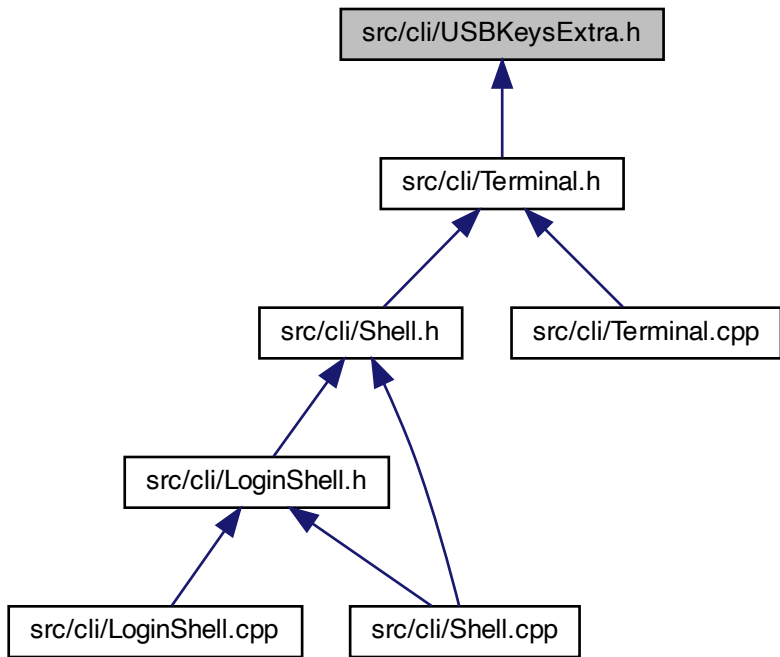 src/cli/USBKeysExtra.h
src/cli/Terminal.h
src/cli/Shell.h
src/cli/Terminal.cpp
src/cli/LoginShell.h
src/cli/LoginShell.cpp
src/cli/Shell.cpp